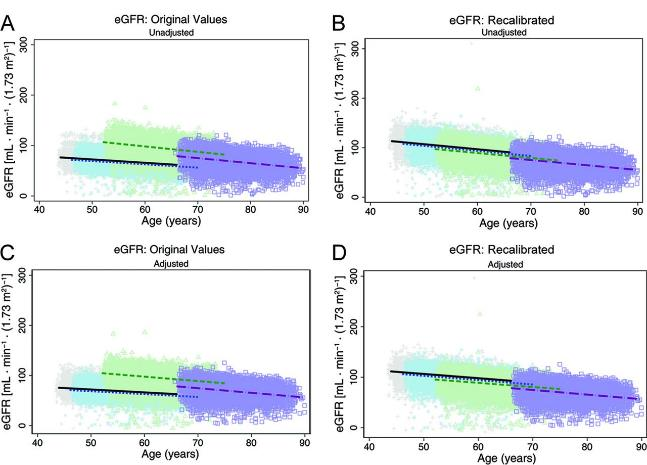 A
eGFR: Original Values
Unadjusted
eGFR [mL · min⁻¹ · (1.73 m²)⁻¹]
300
200
100
0
40 50 60 70 80 90
Age (years)
B
eGFR: Recalibrated
Unadjusted
eGFR [mL · min⁻¹ · (1.73 m²)⁻¹]
300
200
100
0
40 50 60 70 80 90
Age (years)
C
eGFR: Original Values
Adjusted
eGFR [mL · min⁻¹ · (1.73 m²)⁻¹]
300
200
100
0
40 50 60 70 80 90
Age (years)
D
eGFR: Recalibrated
Adjusted
eGFR [mL · min⁻¹ · (1.73 m²)⁻¹]
300
200
100
0
40 50 60 70 80 90
Age (years)